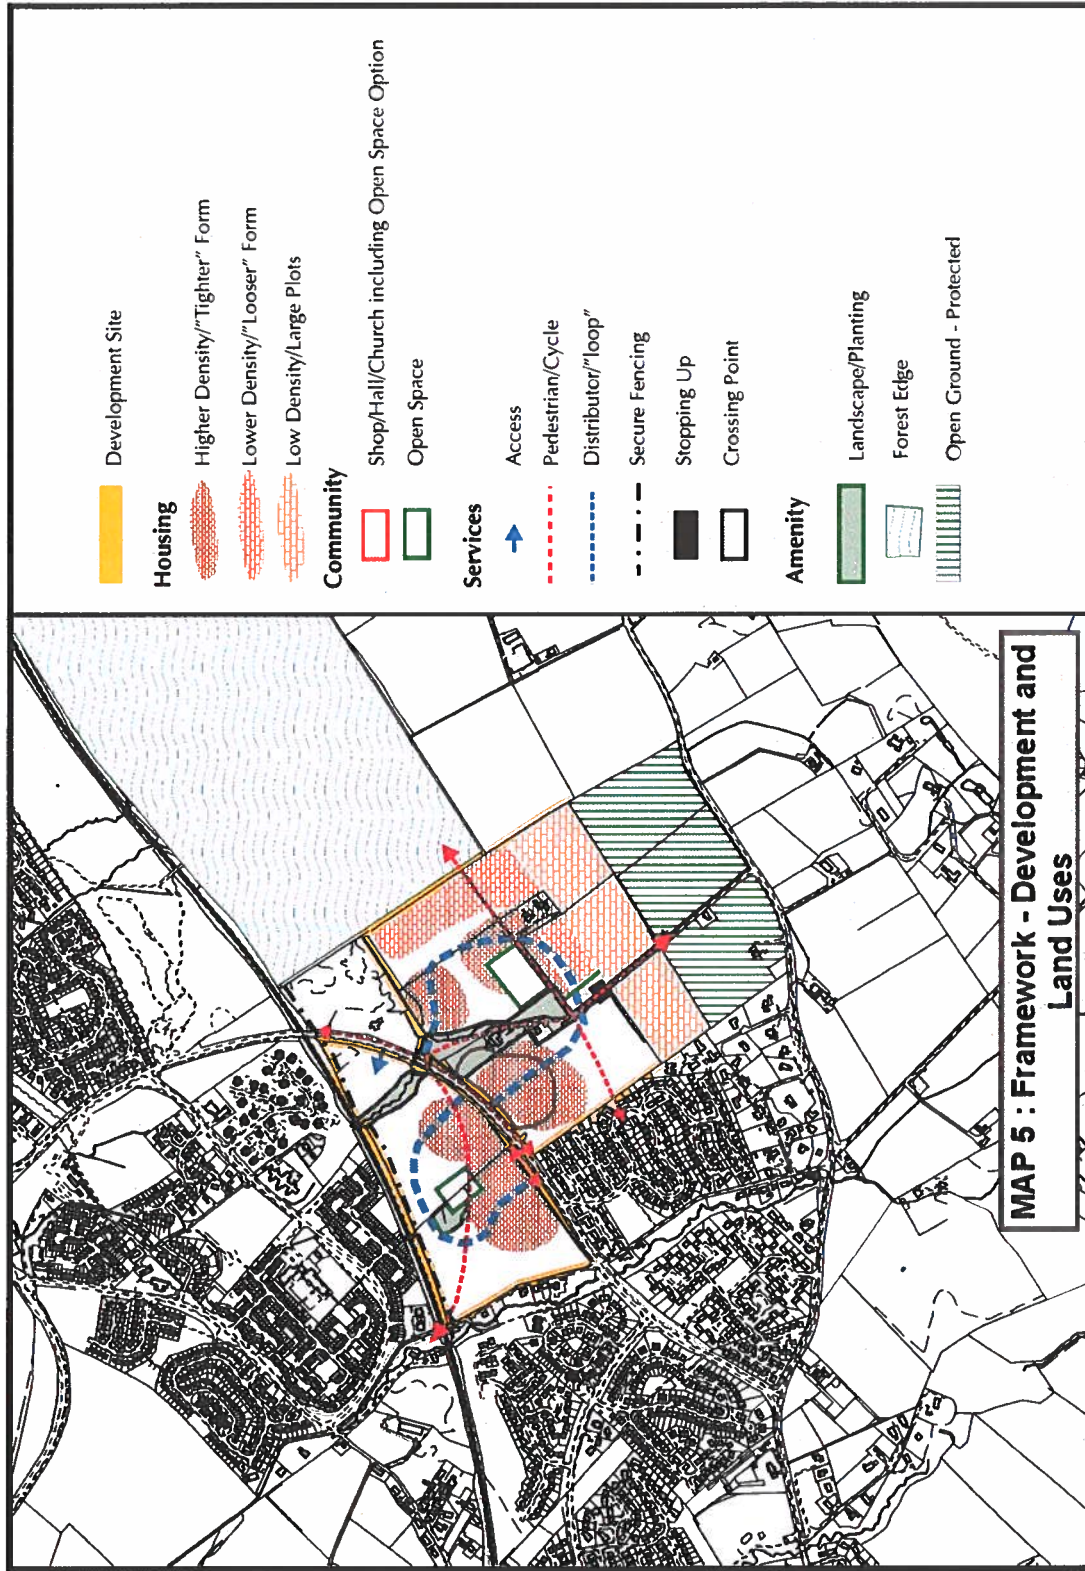 Development Site
Housing
Higher Density/"Tighter" Form
Lower Density/"Looser" Form
Low Density/Large Plots
Community
Shop/Hall/Church including Open Space Option
Open Space
Services
Access
Pedestrian/Cycle
Distributor/"loop"
Secure Fencing
Stopping Up
Crossing Point
Amenity
Landscape/Planting
Forest Edge
Open Ground - Protected
MAP 5 : Framework - Development and
Land Uses